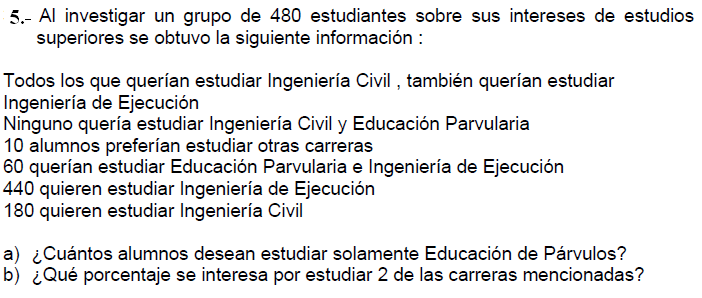 5.- Al investigar un grupo de 480 estudiantes sobre sus intereses de estudios
superiores se obtuvo la siguiente información :
Todos los que querían estudiar Ingeniería Civil , también querían estudiar
Ingeniería de Ejecución
Ninguno quería estudiar Ingeniería Civil y Educación Parvularia
10 alumnos preferían estudiar otras carreras
60 querían estudiar Educación Parvularia e Ingeniería de Ejecución
440 quieren estudiar Ingeniería de Ejecución
180 quieren estudiar Ingeniería Civil
a) ¿Cuántos alumnos desean estudiar solamente Educación de Párvulos?
b) ¿Qué porcentaje se interesa por estudiar 2 de las carreras mencionadas?